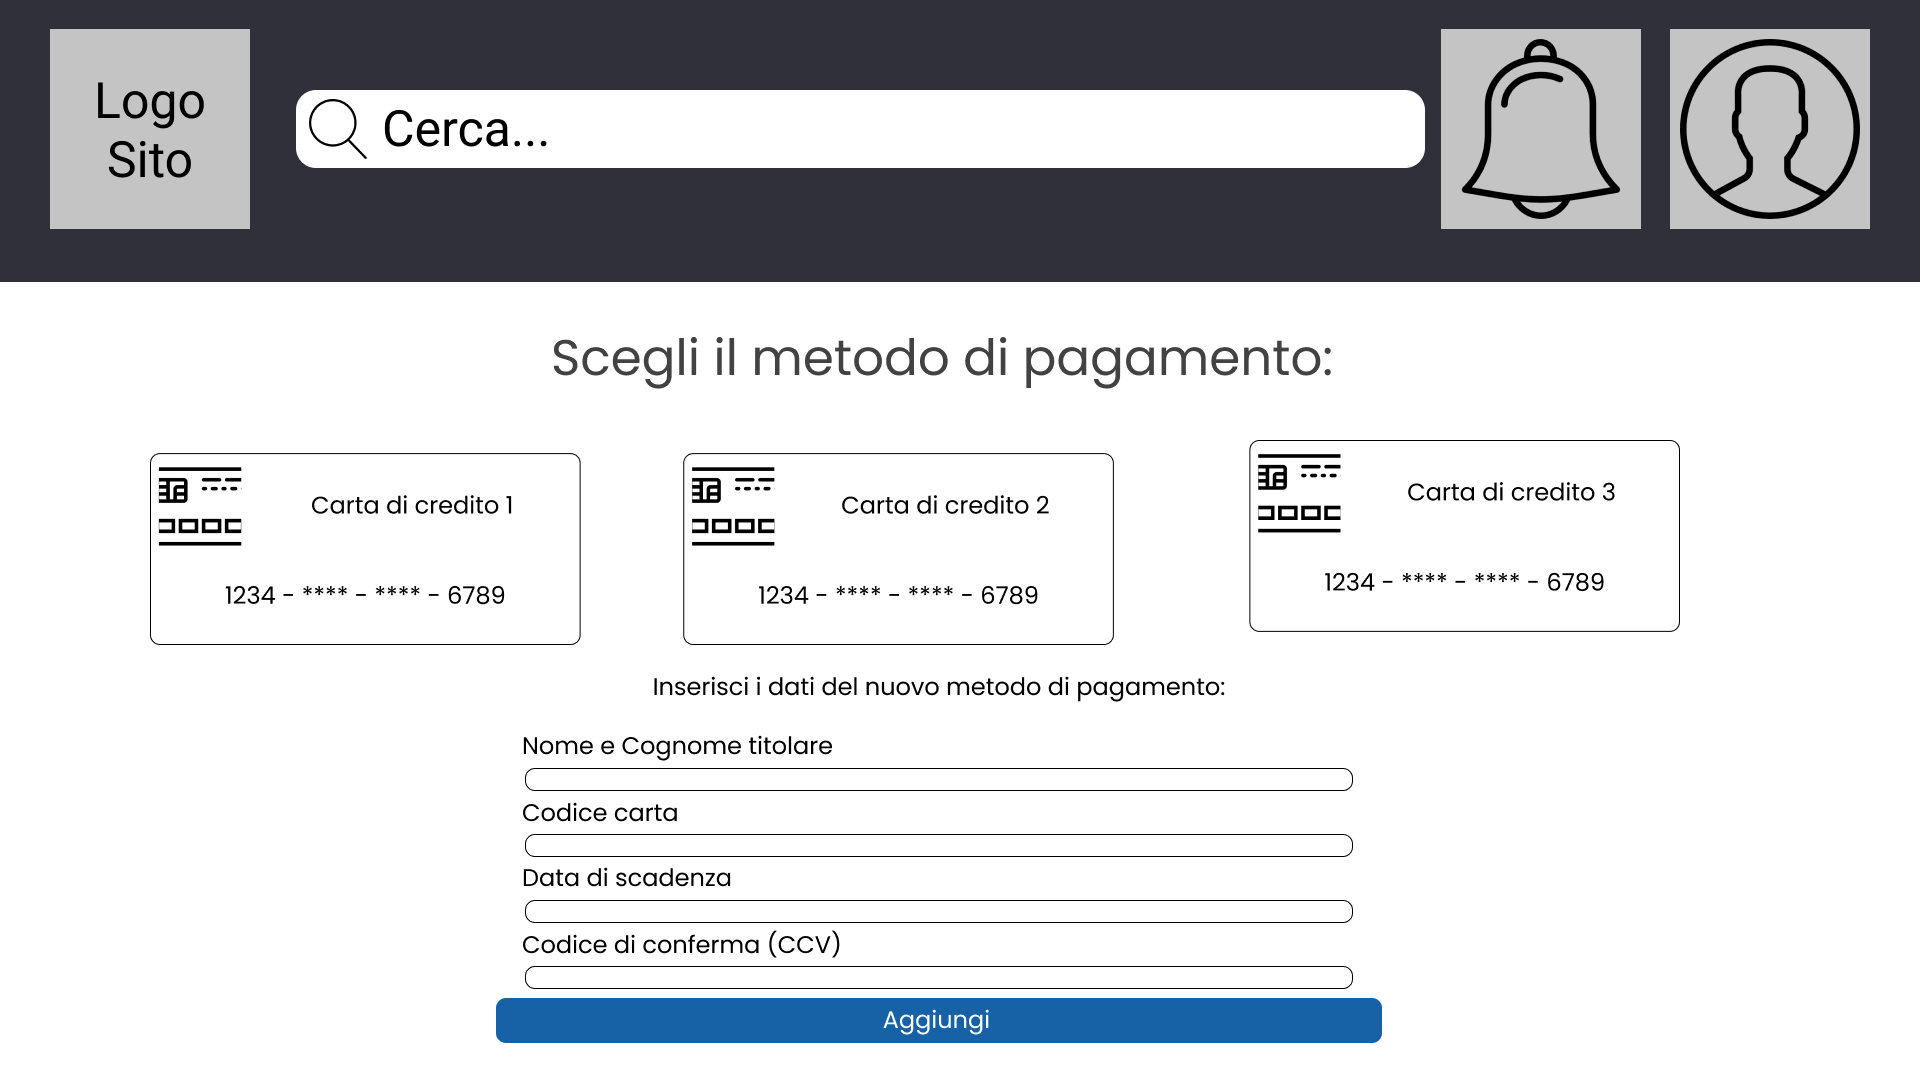 Logo
Sito
Cerca...
Scegli il metodo di pagamento:
Carta di credito 1
1234 - **** - **** - 6789
Carta di credito 2
1234 - **** - **** - 6789
Carta di credito 3
1234 - **** - **** - 6789
Inserisci i dati del nuovo metodo di pagamento:
Nome e Cognome titolare
Codice carta
Data di scadenza
Codice di conferma (CCV)
Aggiungi